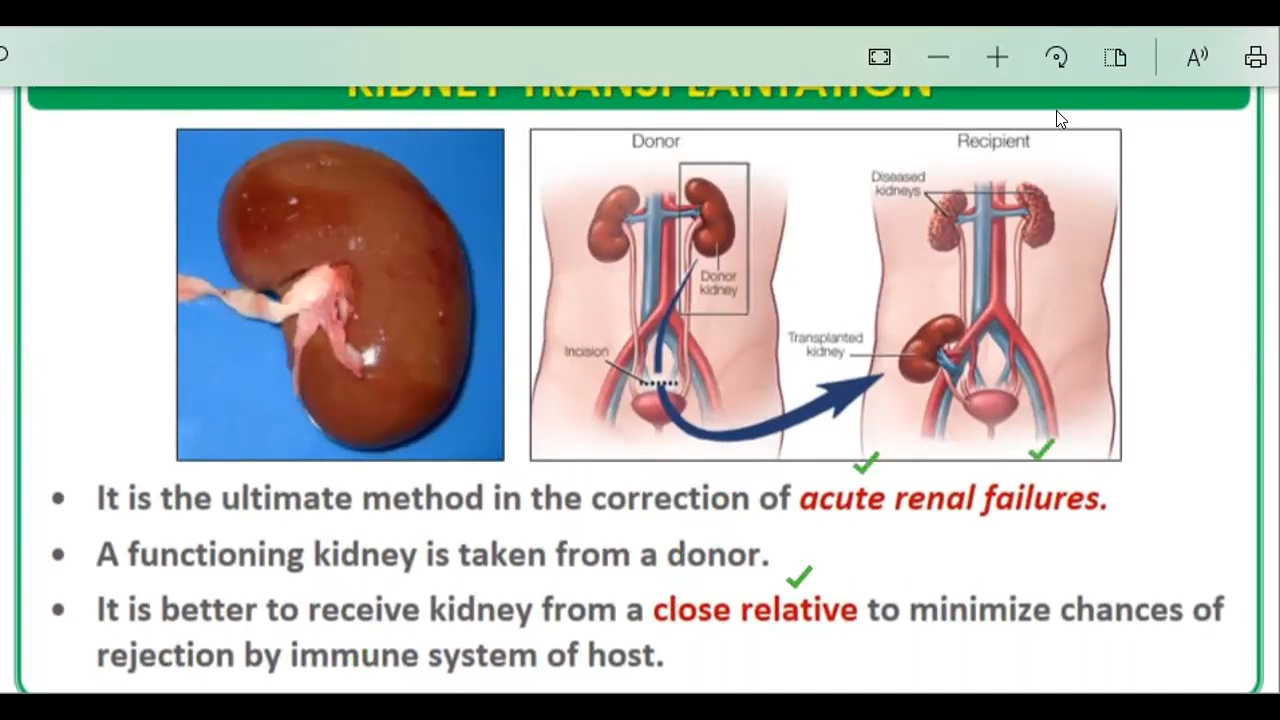 KIDNEY TRANSPLANTATION
Donor
Recipient
Diseased
kidneys
Donor
kidney
Transplanted
kidney
Incision
• It is the ultimate method in the correction of acute renal failures.
• A functioning kidney is taken from a donor.
• It is better to receive kidney from a close relative to minimize chances of
rejection by immune system of host.